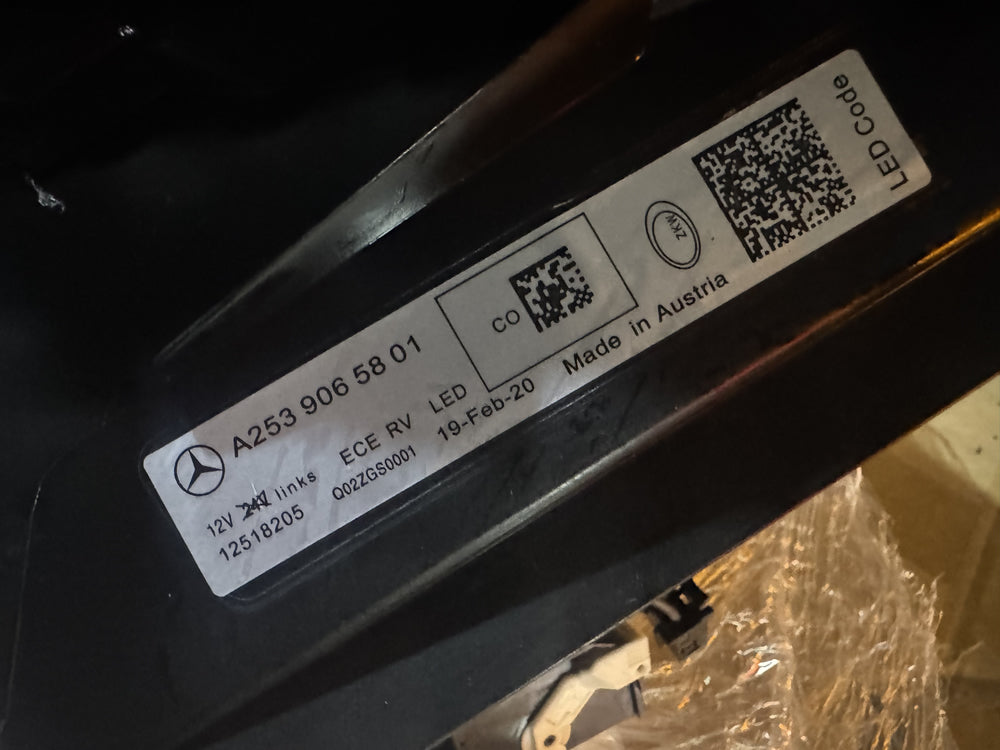 A253 906 58 01
12V 24V links ECE RV LED
12518205 Q02ZGS0001 19-Feb-20 Made in Austria
CO
ZKW
LED Code